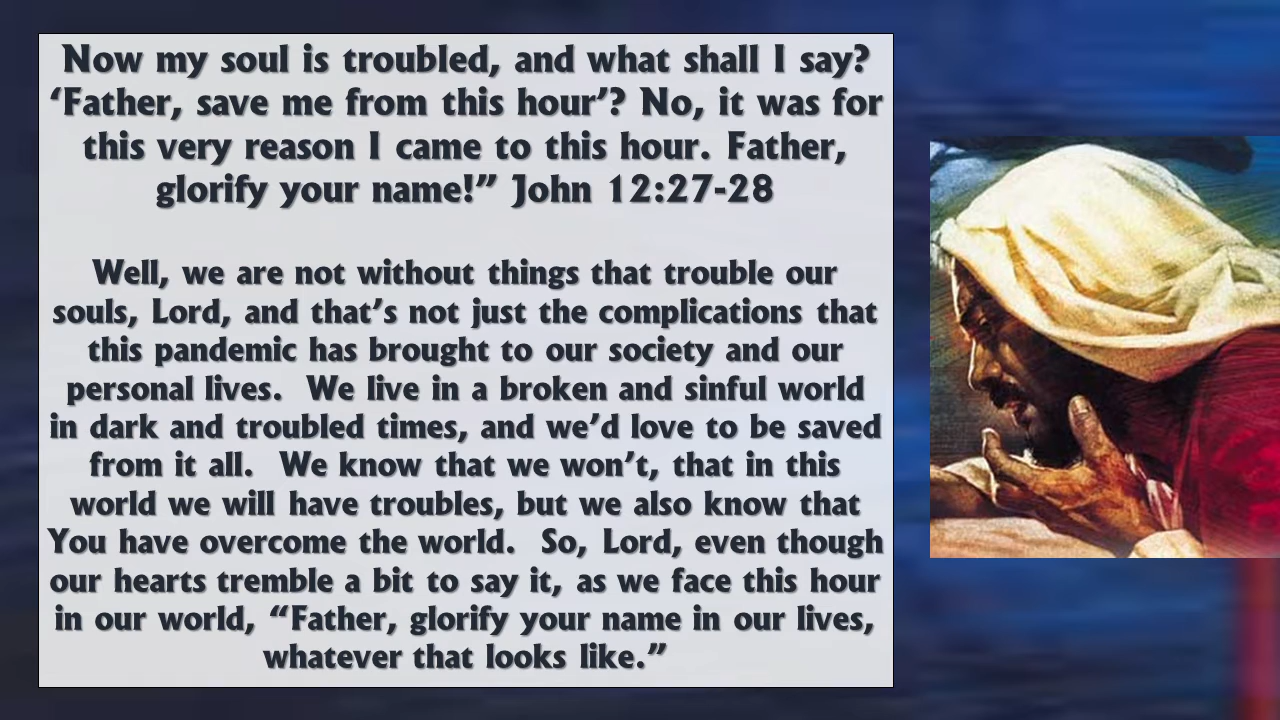 Now my soul is troubled, and what shall I say?
‘Father, save me from this hour’? No, it was for
this very reason I came to this hour. Father,
glorify your name!” John 12:27-28
Well, we are not without things that trouble our
souls, Lord, and that’s not just the complications that
this pandemic has brought to our society and our
personal lives.  We live in a broken and sinful world
in dark and troubled times, and we’d love to be saved
from it all.  We know that we won’t, that in this
world we will have troubles, but we also know that
You have overcome the world.  So, Lord, even though
our hearts tremble a bit to say it, as we face this hour
in our world, “Father, glorify your name in our lives,
whatever that looks like.”